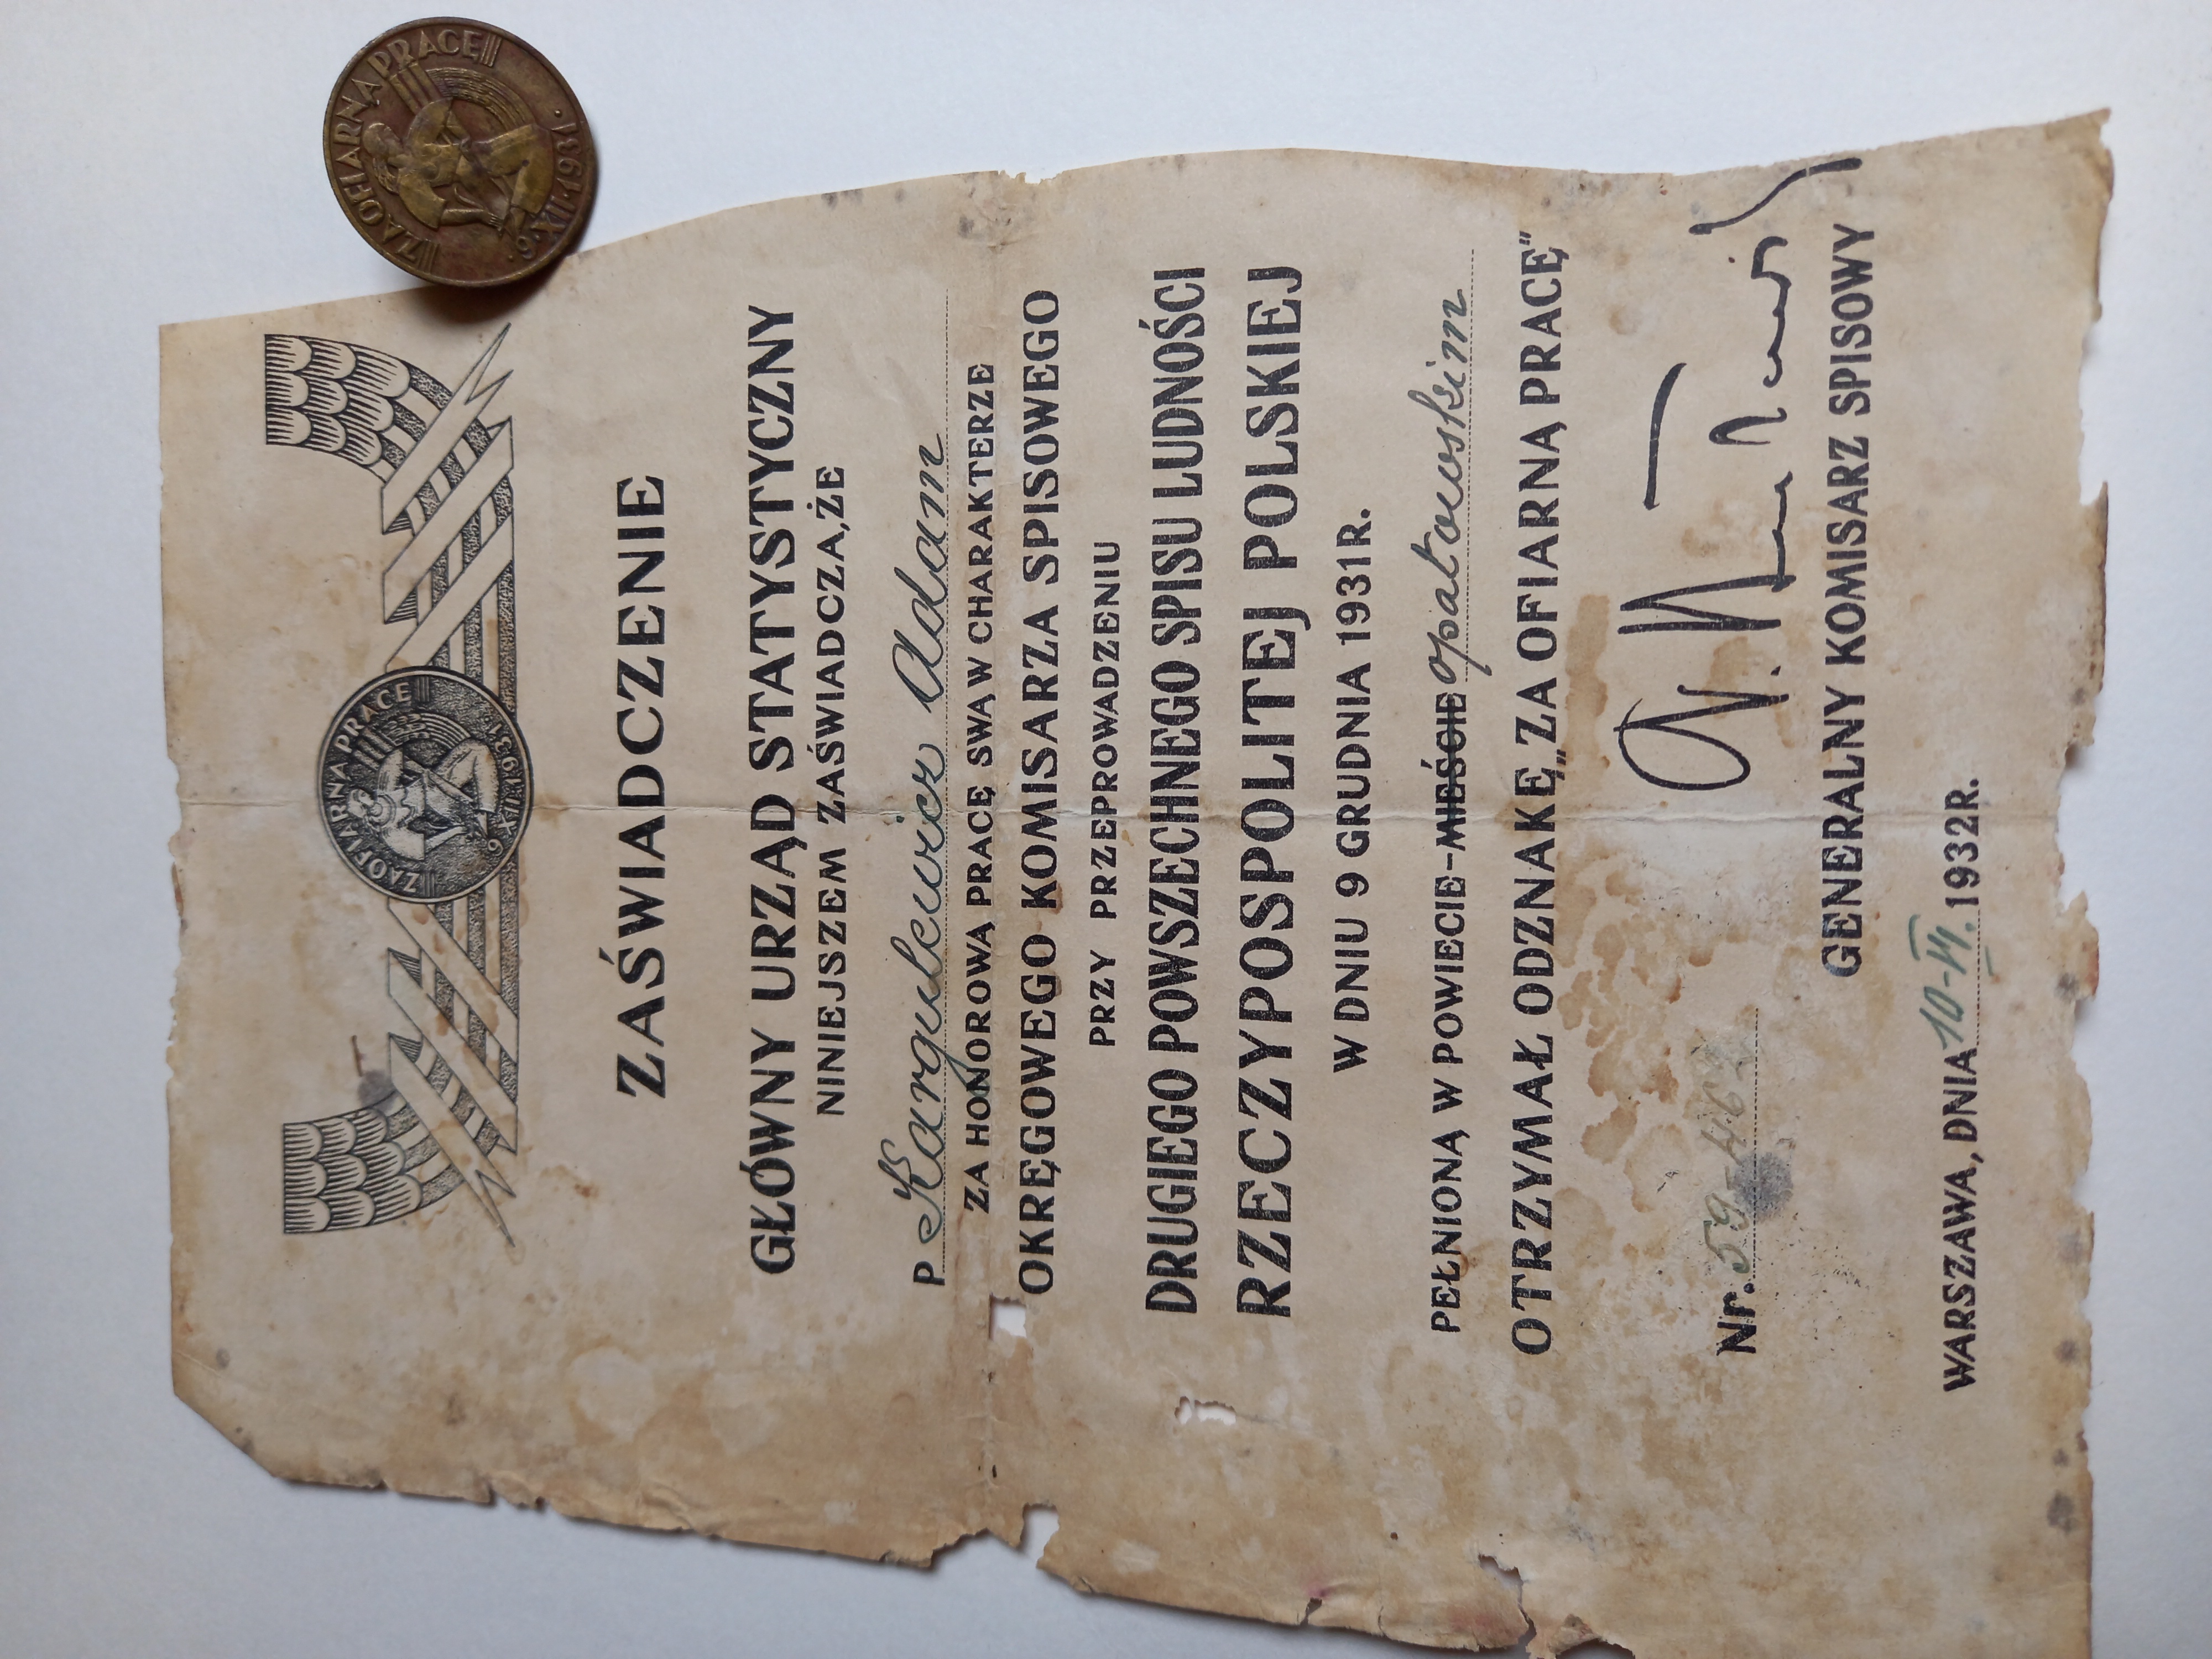 ZA OFIARNĄ PRACĘ
9·XII·1931·
ZA OFIARNĄ PRACĘ
9·XII·1931·
ZAŚWIADCZENIE
GŁÓWNY URZĄD STATYSTYCZNY
NINIEJSZEM ZAŚWIADCZA, ŻE
P Kargulewicz Adam
ZA HONOROWĄ PRACĘ SWĄ W CHARAKTERZE
OKRĘGOWEGO KOMISARZA SPISOWEGO
PRZY PRZEPROWADZENIU
DRUGIEGO POWSZECHNEGO SPISU LUDNOŚCI
RZECZYPOSPOLITEJ POLSKIEJ
W DNIU 9 GRUDNIA 1931 R.
PEŁNIONĄ W POWIECIE-MIEŚCIE opatowskim
OTRZYMAŁ ODZNAKĘ „ZA OFIARNĄ PRACĘ"
Nr.
GENERALNY KOMISARZ SPISOWY
WARSZAWA, DNIA 10-VI. 1932 R.